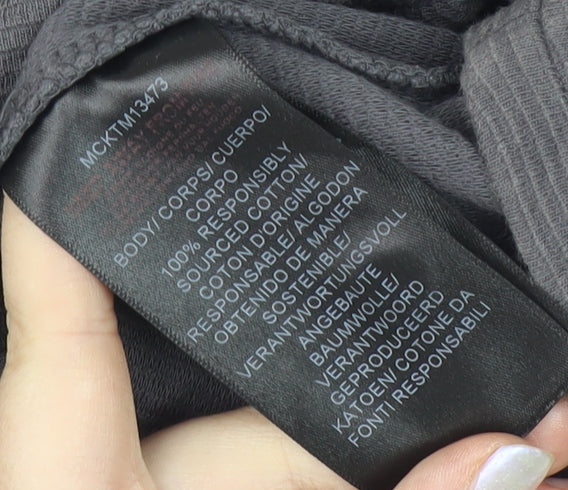 MCKTM13473
BODY/ CORPS/ CUERPO/
CORPO
100% RESPONSIBLY
SOURCED COTTON/
COTON D'ORIGINE
RESPONSABLE/ ALGODON
OBTENIDO DE MANERA
SOSTENIBLE/
VERANTWORTUNGSVOLL
ANGEBAUTE
BAUMWOLLE/
VERANTWOORD
GEPRODUCEERD
KATOEN/ COTONE DA
FONTI RESPONSABILI